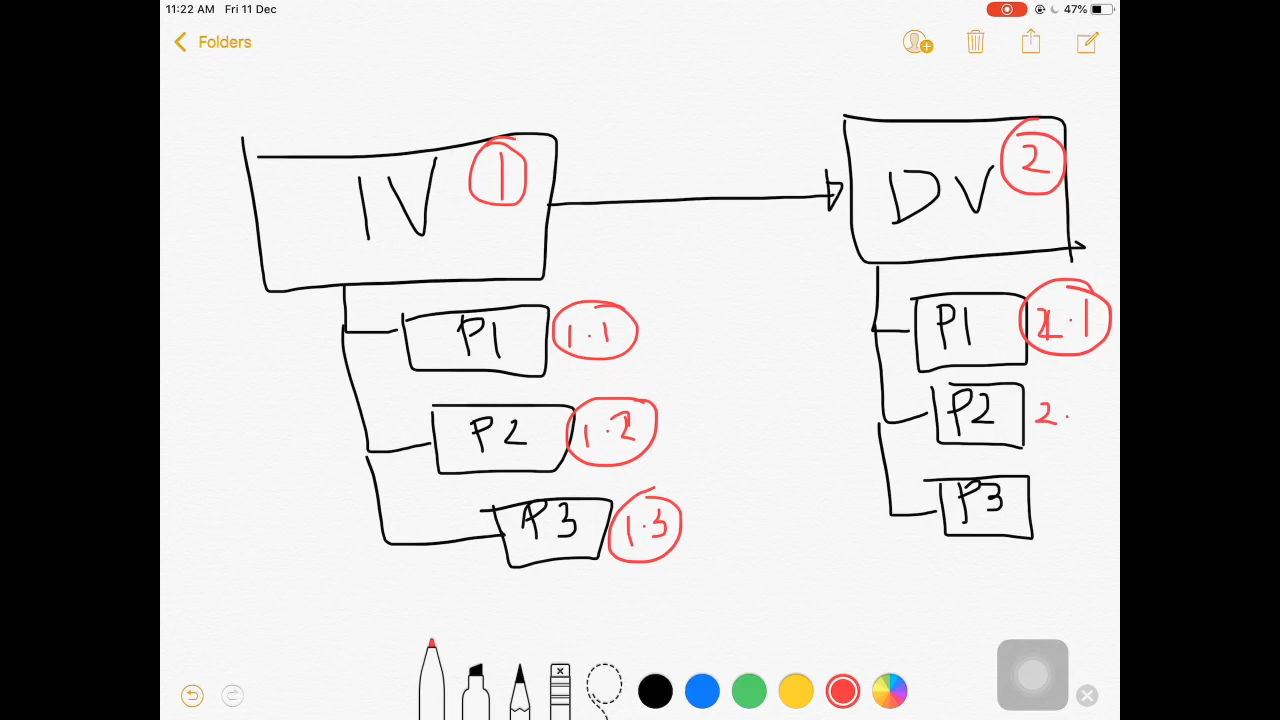 11:22 AM Fri 11 Dec
47%
Folders
IV 1
DV 2
P1 1.1
P1 2.1
P2 1.2
P2 2.
P3 1.3
P3